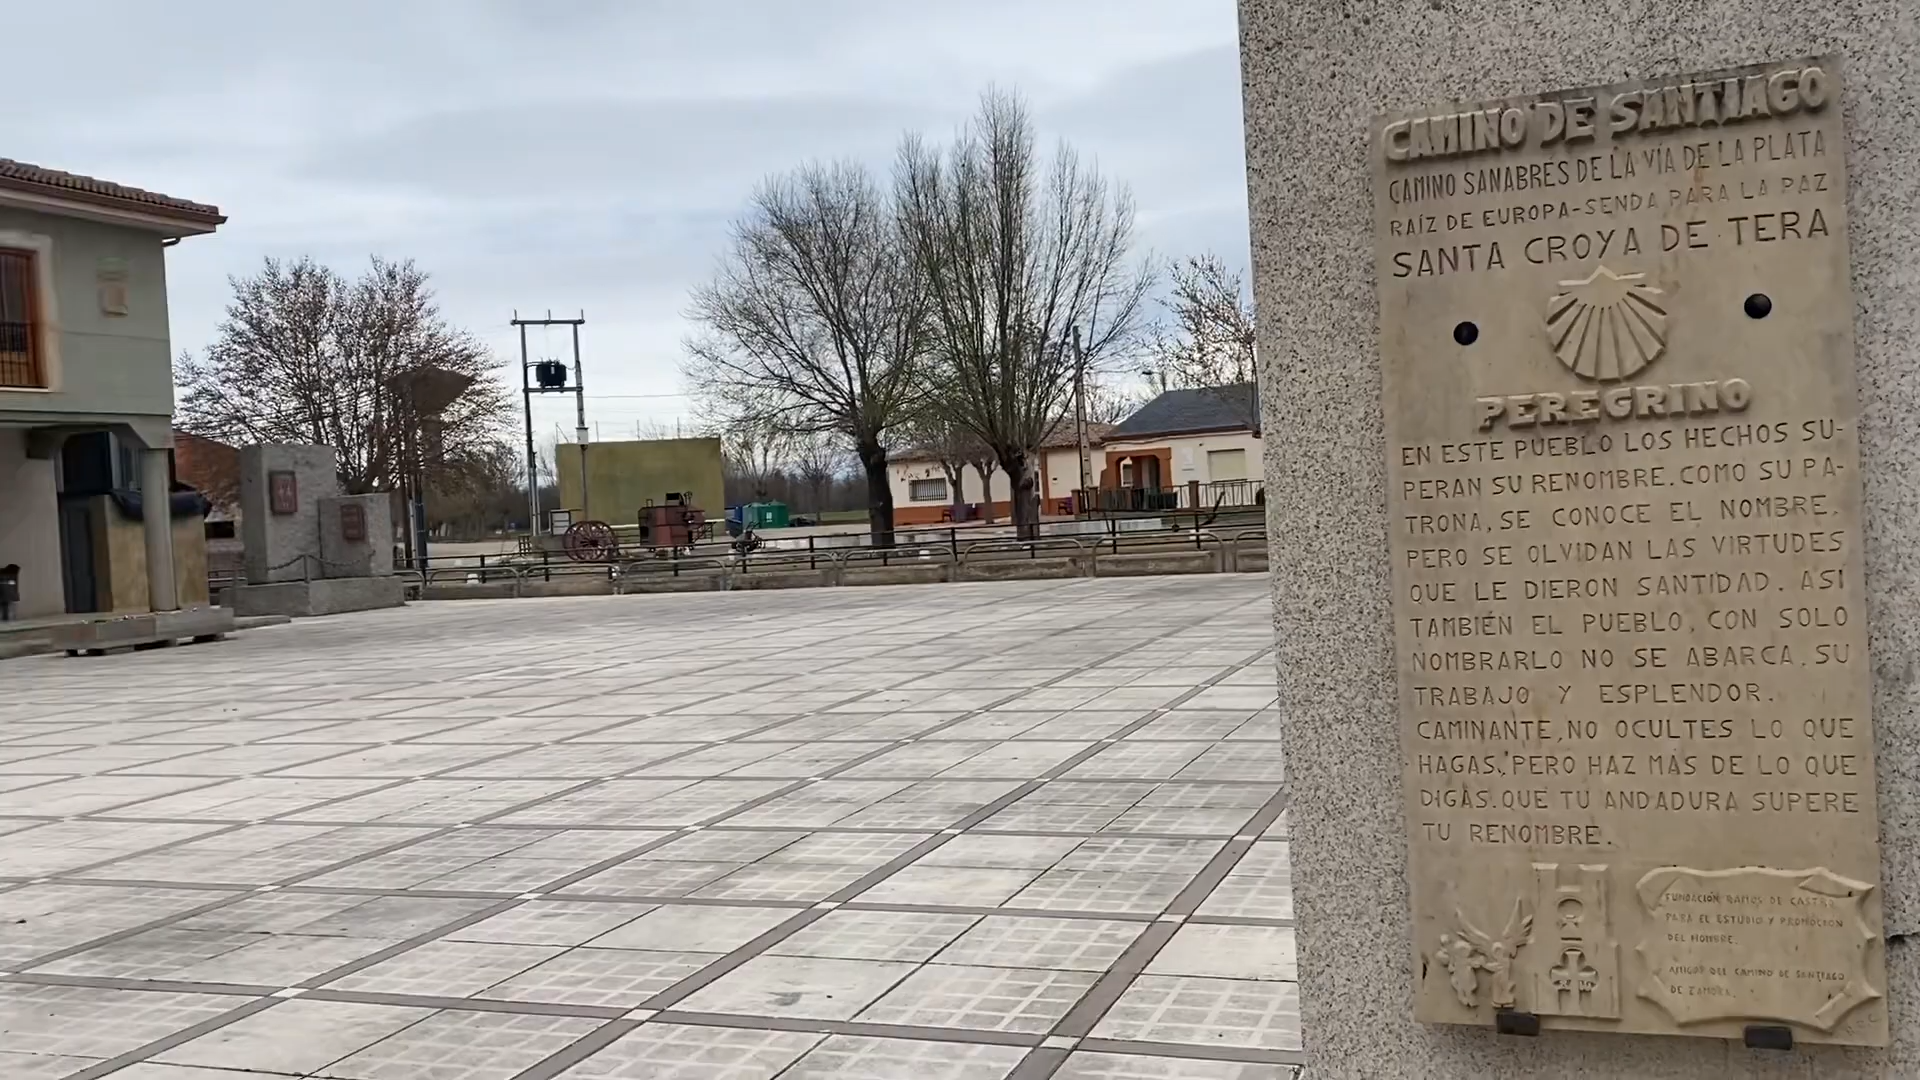 CAMINO DE SANTIAGO
CAMINO SANABRÉS DE LA VÍA DE LA PLATA
RAÍZ DE EUROPA-SENDA PARA LA PAZ
SANTA CROYA DE TERA
PEREGRINO
EN ESTE PUEBLO LOS HECHOS SU-
PERAN SU RENOMBRE. COMO SU PA-
TRONA, SE CONOCE EL NOMBRE,
PERO SE OLVIDAN LAS VIRTUDES
QUE LE DIERON SANTIDAD. ASI
TAMBIÉN EL PUEBLO, CON SOLO
NOMBRARLO NO SE ABARCA, SU
TRABAJO Y ESPLENDOR.
CAMINANTE, NO OCULTES LO QUE
HAGAS, PERO HAZ MÁS DE LO QUE
DIGAS. QUE TU ANDADURA SUPERE
TU RENOMBRE.
FUNDACIÓN RAMOS DE CASTRO
PARA EL ESTUDIO Y PROMOCION
DEL HOMBRE.
AMIGOS DEL CAMINO DE SANTIAGO
DE ZAMORA.